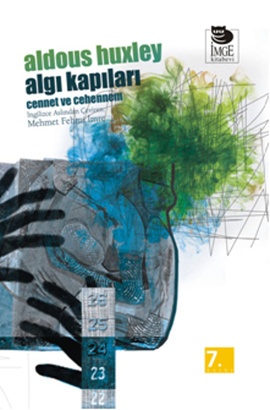 İMGE
kitabevi
aldous huxley
algı kapıları
cennet ve cehennem
İngilizce Aslından Çeviren
Mehmet Fehmi İmre
26
25
24
23
22
7.